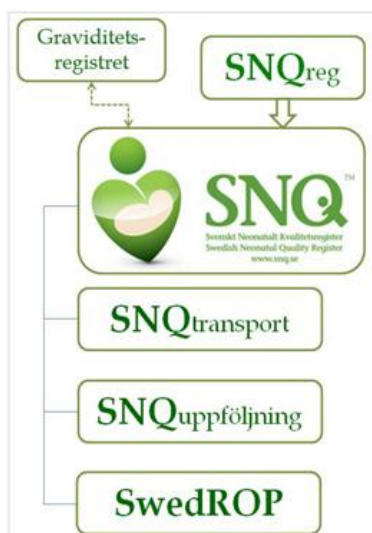 Graviditets-
registret
SNQreg
SNQ™
Svenskt Neonatalt Kvalitetsregister
Swedish Neonatal Quality Register
www.snq.se
SNQtransport
SNQuppföljning
SwedROP